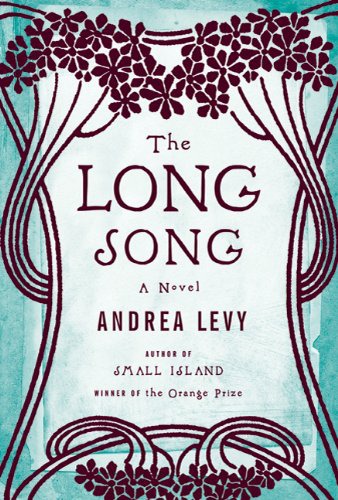 The
LONG
SONG
A Novel
ANDREA LEVY
AUTHOR OF
SMALL ISLAND
WINNER OF the Orange Prize